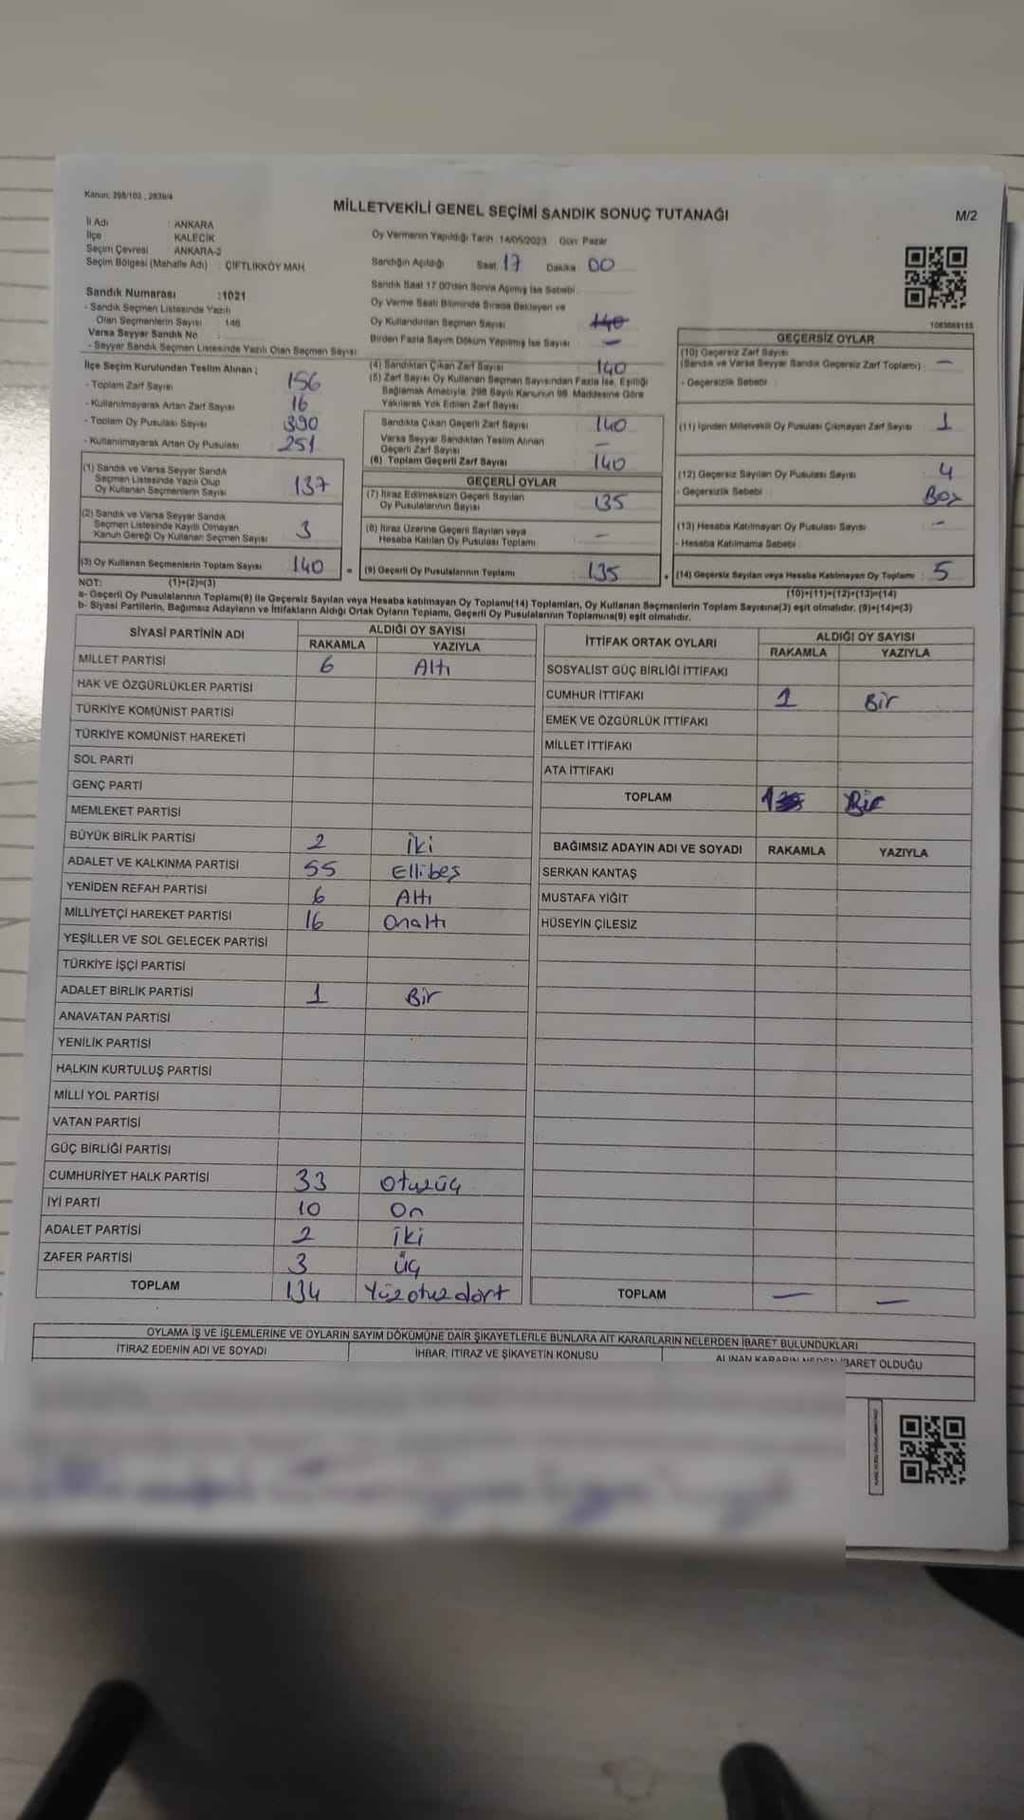 Kanun: 298/102 , 2839/4
MİLLETVEKİLİ GENEL SEÇİMİ SANDIK SONUÇ TUTANAĞI
M/2
İl Adı : ANKARA
İlçe : KALECİK
Seçim Çevresi : ANKARA-3
Seçim Bölgesi (Mahalle Adı) : ÇİFTLİKKÖY MAH.
Sandık Numarası :1021
- Sandık Seçmen Listesinde Yazılı
Olan Seçmenlerin Sayısı : 146
Varsa Seyyar Sandık No :
- Seyyar Sandık Seçmen Listesinde Yazılı Olan Seçmen Sayısı:
Oy Vermenin Yapıldığı Tarih: 14/05/2023 Gün: Pazar
Sandığın Açıldığı Saat: 17 Dakika 00
Sandık Saat 17.00'den Sonra Açılmış İse Sebebi:
Oy Verme Saati Bitiminde Sırada Bekleyen ve
Oy Kullandırılan Seçmen Sayısı: 140
Birden Fazla Sayım Döküm Yapılmış İse Sayısı: —
İlçe Seçim Kurulundan Teslim Alınan ;
- Toplam Zarf Sayısı : 156
- Kullanılmayarak Artan Zarf Sayısı : 16
- Toplam Oy Pusulası Sayısı : 390
- Kullanılmayarak Artan Oy Pusulası : 251
(1) Sandık ve Varsa Seyyar Sandık
Seçmen Listesinde Yazılı Olup
Oy Kullanan Seçmenlerin Sayısı 137
(2) Sandık ve Varsa Seyyar Sandık
Seçmen Listesinde Kayıtlı Olmayan
Kanun Gereği Oy Kullanan Seçmen Sayısı 3
(3) Oy Kullanan Seçmenlerin Toplam Sayısı 140
(4) Sandıktan Çıkan Zarf Sayısı : 140
(5) Zarf Sayısı Oy Kullanan Seçmen Sayısından Fazla İse, Eşitliği
Sağlamak Amacıyla, 298 Sayılı Kanunun 98. Maddesine Göre
Yakılarak Yok Edilen Zarf Sayısı
Sandıkta Çıkan Geçerli Zarf Sayısı : 140
Varsa Seyyar Sandıktan Teslim Alınan
Geçerli Zarf Sayısı : —
(6) Toplam Geçerli Zarf Sayısı : 140
GEÇERLİ OYLAR
(7) İtiraz Edilmeksizin Geçerli Sayılan
Oy Pusulalarının Sayısı : 135
(8) İtiraz Üzerine Geçerli Sayılan veya
Hesaba Katılan Oy Pusulası Toplamı : —
= (9) Geçerli Oy Pusulalarının Toplamı : 135
GEÇERSİZ OYLAR
(10) Geçersiz Zarf Sayısı
(Sandık ve Varsa Seyyar Sandık Geçersiz Zarf Toplamı) : —
- Geçersizlik Sebebi :
(11) İçinden Milletvekili Oy Pusulası Çıkmayan Zarf Sayısı : 1
(12) Geçersiz Sayılan Oy Pusulası Sayısı : 4
- Geçersizlik Sebebi : Boş
(13) Hesaba Katılmayan Oy Pusulası Sayısı : -
- Hesaba Katılmama Sebebi :
+ (14) Geçersiz Sayılan veya Hesaba Katılmayan Oy Toplamı : 5
NOT: (1)+(2)=(3)
(10)+(11)+(12)+(13)=(14)
a- Geçerli Oy Pusulalarının Toplamı(9) ile Geçersiz Sayılan veya Hesaba katılmayan Oy Toplamı(14) Toplamları, Oy Kullanan Seçmenlerin Toplam Sayısına(3) eşit olmalıdır. (9)+(14)=(3)
b- Siyasi Partilerin, Bağımsız Adayların ve İttifakların Aldığı Ortak Oyların Toplamı, Geçerli Oy Pusulalarının Toplamına(9) eşit olmalıdır.
SİYASİ PARTİNİN ADI ALDIĞI OY SAYISI
RAKAMLA YAZIYLA
MİLLET PARTİSİ 6 Altı
HAK VE ÖZGÜRLÜKLER PARTİSİ
TÜRKİYE KOMÜNİST PARTİSİ
TÜRKİYE KOMÜNİST HAREKETİ
SOL PARTİ
GENÇ PARTİ
MEMLEKET PARTİSİ
BÜYÜK BİRLİK PARTİSİ 2 İki
ADALET VE KALKINMA PARTİSİ 55 Ellibeş
YENİDEN REFAH PARTİSİ 6 Altı
MİLLİYETÇİ HAREKET PARTİSİ 16 Onaltı
YEŞİLLER VE SOL GELECEK PARTİSİ
TÜRKİYE İŞÇİ PARTİSİ
ADALET BİRLİK PARTİSİ 1 Bir
ANAVATAN PARTİSİ
YENİLİK PARTİSİ
HALKIN KURTULUŞ PARTİSİ
MİLLİ YOL PARTİSİ
VATAN PARTİSİ
GÜÇ BİRLİĞİ PARTİSİ
CUMHURİYET HALK PARTİSİ 33 Otuzüç
İYİ PARTİ 10 On
ADALET PARTİSİ 2 İki
ZAFER PARTİSİ 3 Üç
TOPLAM 134 Yüzotuzdört
İTTİFAK ORTAK OYLARI ALDIĞI OY SAYISI
RAKAMLA YAZIYLA
SOSYALİST GÜÇ BİRLİĞİ İTTİFAKI
CUMHUR İTTİFAKI 1 Bir
EMEK VE ÖZGÜRLÜK İTTİFAKI
MİLLET İTTİFAKI
ATA İTTİFAKI
TOPLAM 1 Bir
BAĞIMSIZ ADAYIN ADI VE SOYADI RAKAMLA YAZIYLA
SERKAN KANTAŞ
MUSTAFA YİĞİT
HÜSEYİN ÇİLESİZ
TOPLAM — —
OYLAMA İŞ VE İŞLEMLERİNE VE OYLARIN SAYIM DÖKÜMÜNE DAİR ŞİKAYETLERLE BUNLARA AİT KARARLARIN NELERDEN İBARET BULUNDUKLARI
İTİRAZ EDENİN ADI VE SOYADI İHBAR, İTİRAZ VE ŞİKAYETİN KONUSU ALINAN KARARIN NEDEN İBARET OLDUĞU